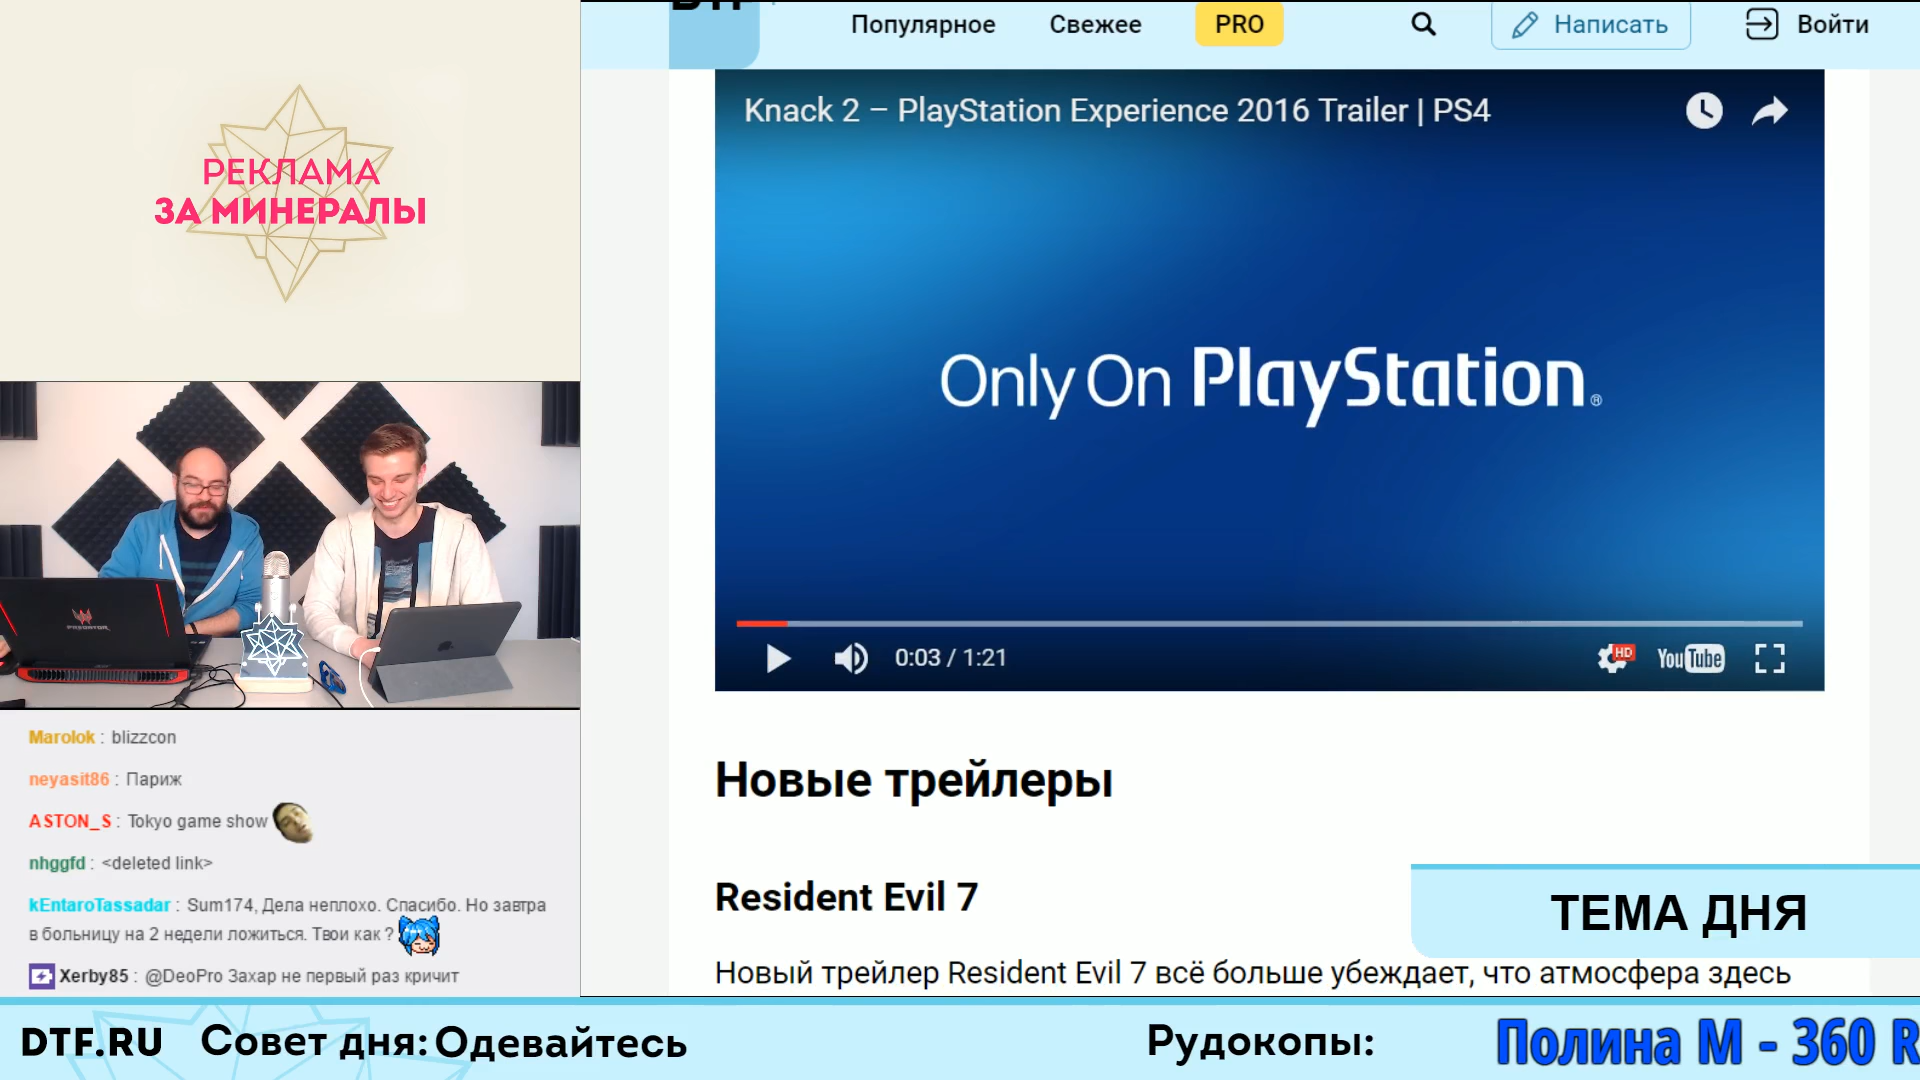 РЕКЛАМА
ЗА МИНЕРАЛЫ
Популярное Свежее PRO Написать Войти
Knack 2 – PlayStation Experience 2016 Trailer | PS4
Only On PlayStation®
0:03 / 1:21
HD
YouTube
Новые трейлеры
Resident Evil 7
Новый трейлер Resident Evil 7 всё больше убеждает, что атмосфера здесь
ТЕМА ДНЯ
PREDATOR
Marolok : blizzcon
neyasit86 : Париж
ASTON_S : Tokyo game show
nhggfd : <deleted link>
kEntaroTassadar : Sum174, Дела неплохо. Спасибо. Но завтра
в больницу на 2 недели ложиться. Твои как ?
Xerby85 : @DeoPro Захар не первый раз кричит
DTF.RU Совет дня: Одевайтесь
Рудокопы: Полина М - 360 R